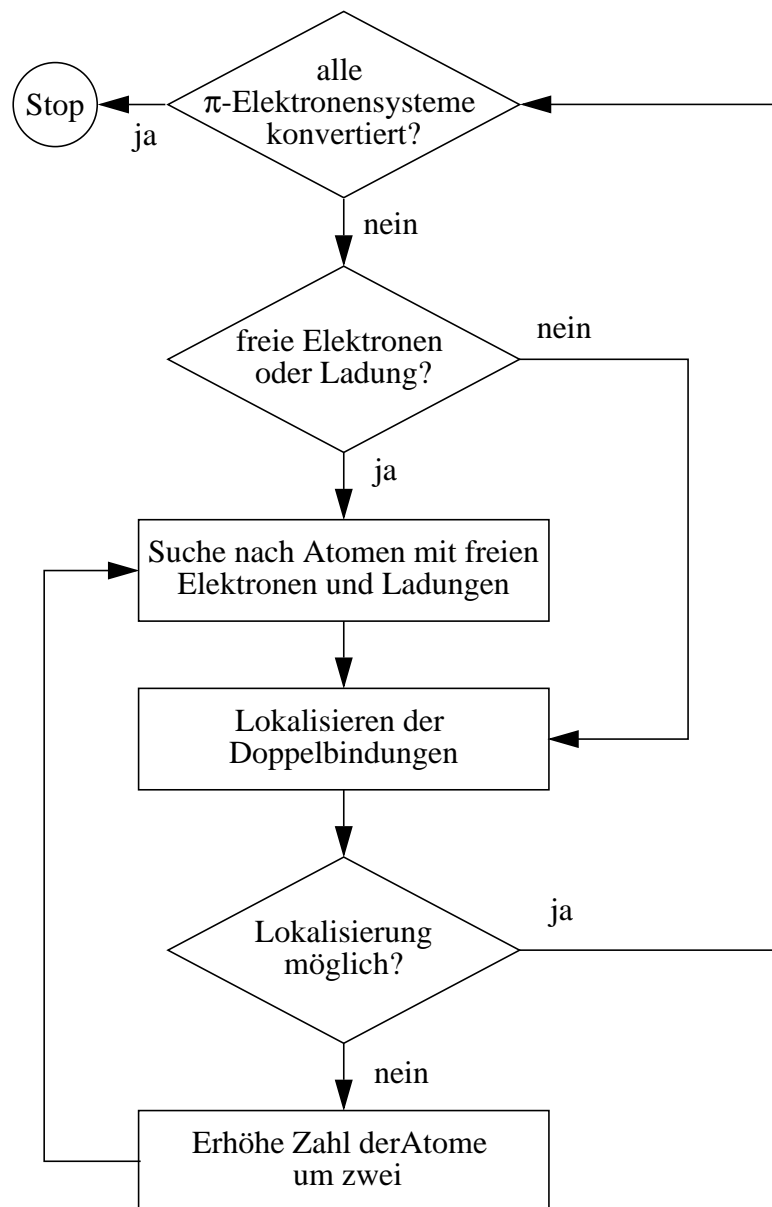 alle
π-Elektronensysteme
konvertiert?
Stop
ja
nein
freie Elektronen
oder Ladung?
nein
ja
Suche nach Atomen mit freien
Elektronen und Ladungen
Lokalisieren der
Doppelbindungen
Lokalisierung
möglich?
ja
nein
Erhöhe Zahl derAtome
um zwei